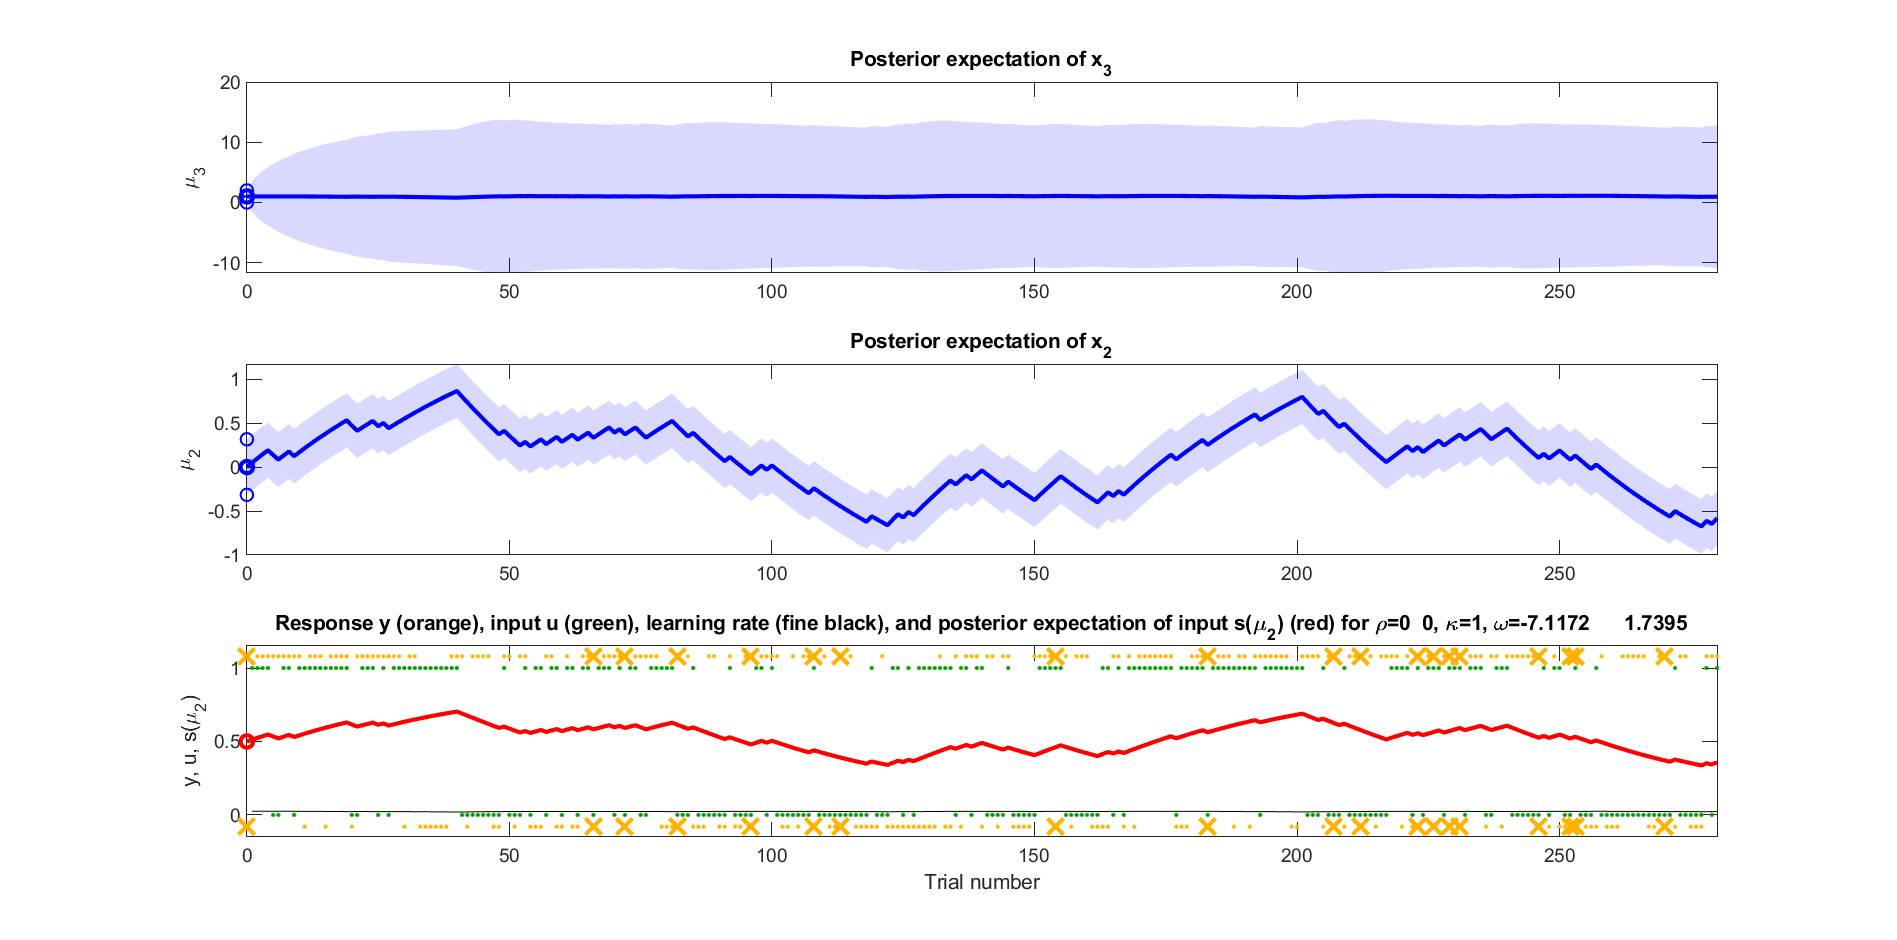 Posterior expectation of x3
20
10
0
-10
μ3
0 50 100 150 200 250
Posterior expectation of x2
1
0.5
0
-0.5
-1
μ2
0 50 100 150 200 250
Response y (orange), input u (green), learning rate (fine black), and posterior expectation of input s(μ2) (red) for ρ=0 0, κ=1, ω=-7.1172 1.7395
1
0.5
0
y, u, s(μ2)
0 50 100 150 200 250
Trial number